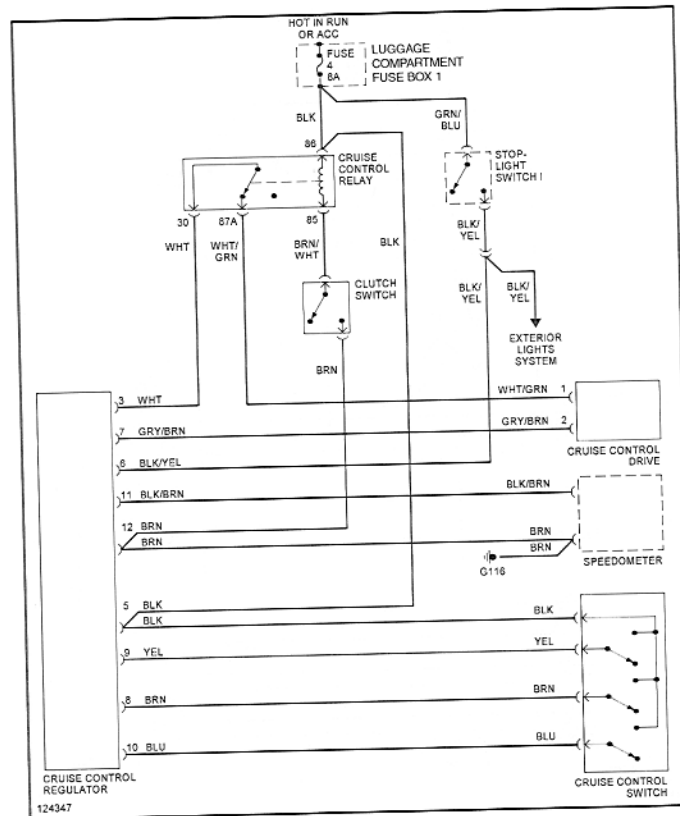 HOT IN RUN
OR ACC
FUSE
4
8A
LUGGAGE
COMPARTMENT
FUSE BOX 1
BLK
GRN/
BLU
86
CRUISE
CONTROL
RELAY
STOP-
LIGHT
SWITCH I
30
87A
85
WHT
WHT/
GRN
BRN/
WHT
BLK
BLK/
YEL
CLUTCH
SWITCH
BLK/
YEL
BLK/
YEL
EXTERIOR
LIGHTS
SYSTEM
BRN
3 WHT
WHT/GRN 1
7 GRY/BRN
GRY/BRN 2
CRUISE CONTROL
DRIVE
6 BLK/YEL
11 BLK/BRN
BLK/BRN
12 BRN
BRN
BRN
BRN
G116
SPEEDOMETER
5 BLK
BLK
BLK
9 YEL
YEL
8 BRN
BRN
10 BLU
BLU
CRUISE CONTROL
REGULATOR
CRUISE CONTROL
SWITCH
124347